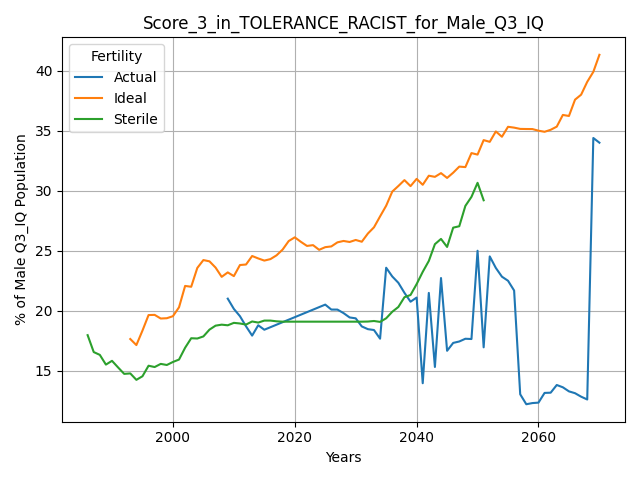 Score_3_in_TOLERANCE_RACIST_for_Male_Q3_IQ
Fertility
Actual
Ideal
Sterile
% of Male Q3_IQ Population
40
35
30
25
20
15
2000
2020
2040
2060
Years